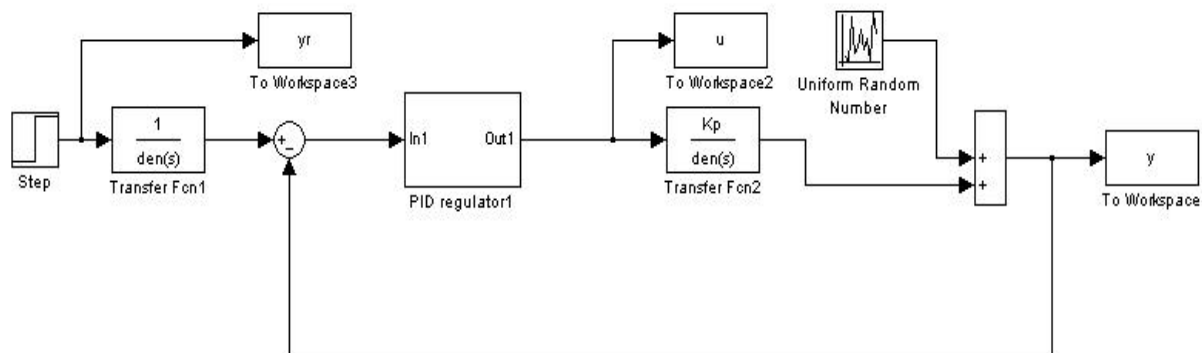 yr
To Workspace3
u
To Workspace2
Uniform Random
Number
Step
1
den(s)
Transfer Fcn1
+
−
In1
Out1
PID regulator1
Kp
den(s)
Transfer Fcn2
+
+
y
To Workspace